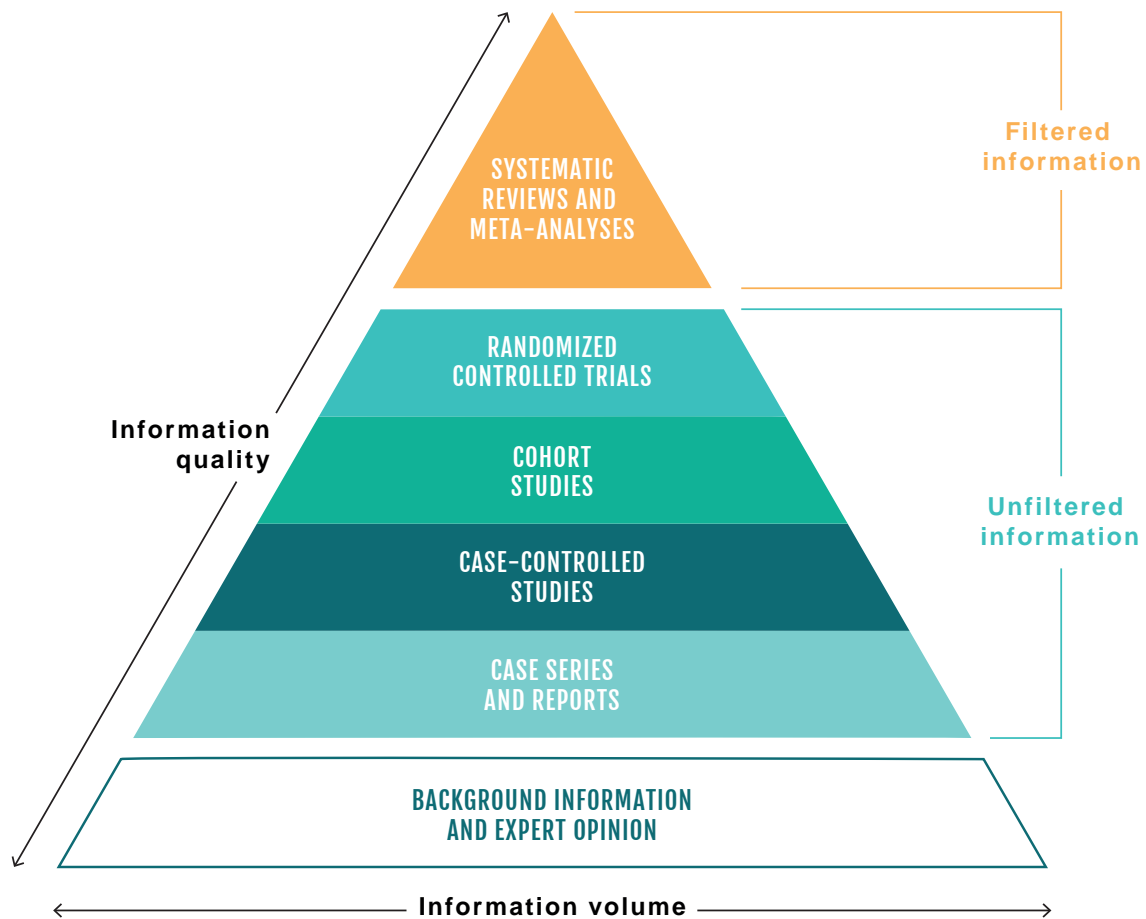 SYSTEMATIC
REVIEWS AND
META-ANALYSES
Filtered
information
RANDOMIZED
CONTROLLED TRIALS
Information
quality
COHORT
STUDIES
Unfiltered
information
CASE-CONTROLLED
STUDIES
CASE SERIES
AND REPORTS
BACKGROUND INFORMATION
AND EXPERT OPINION
Information volume